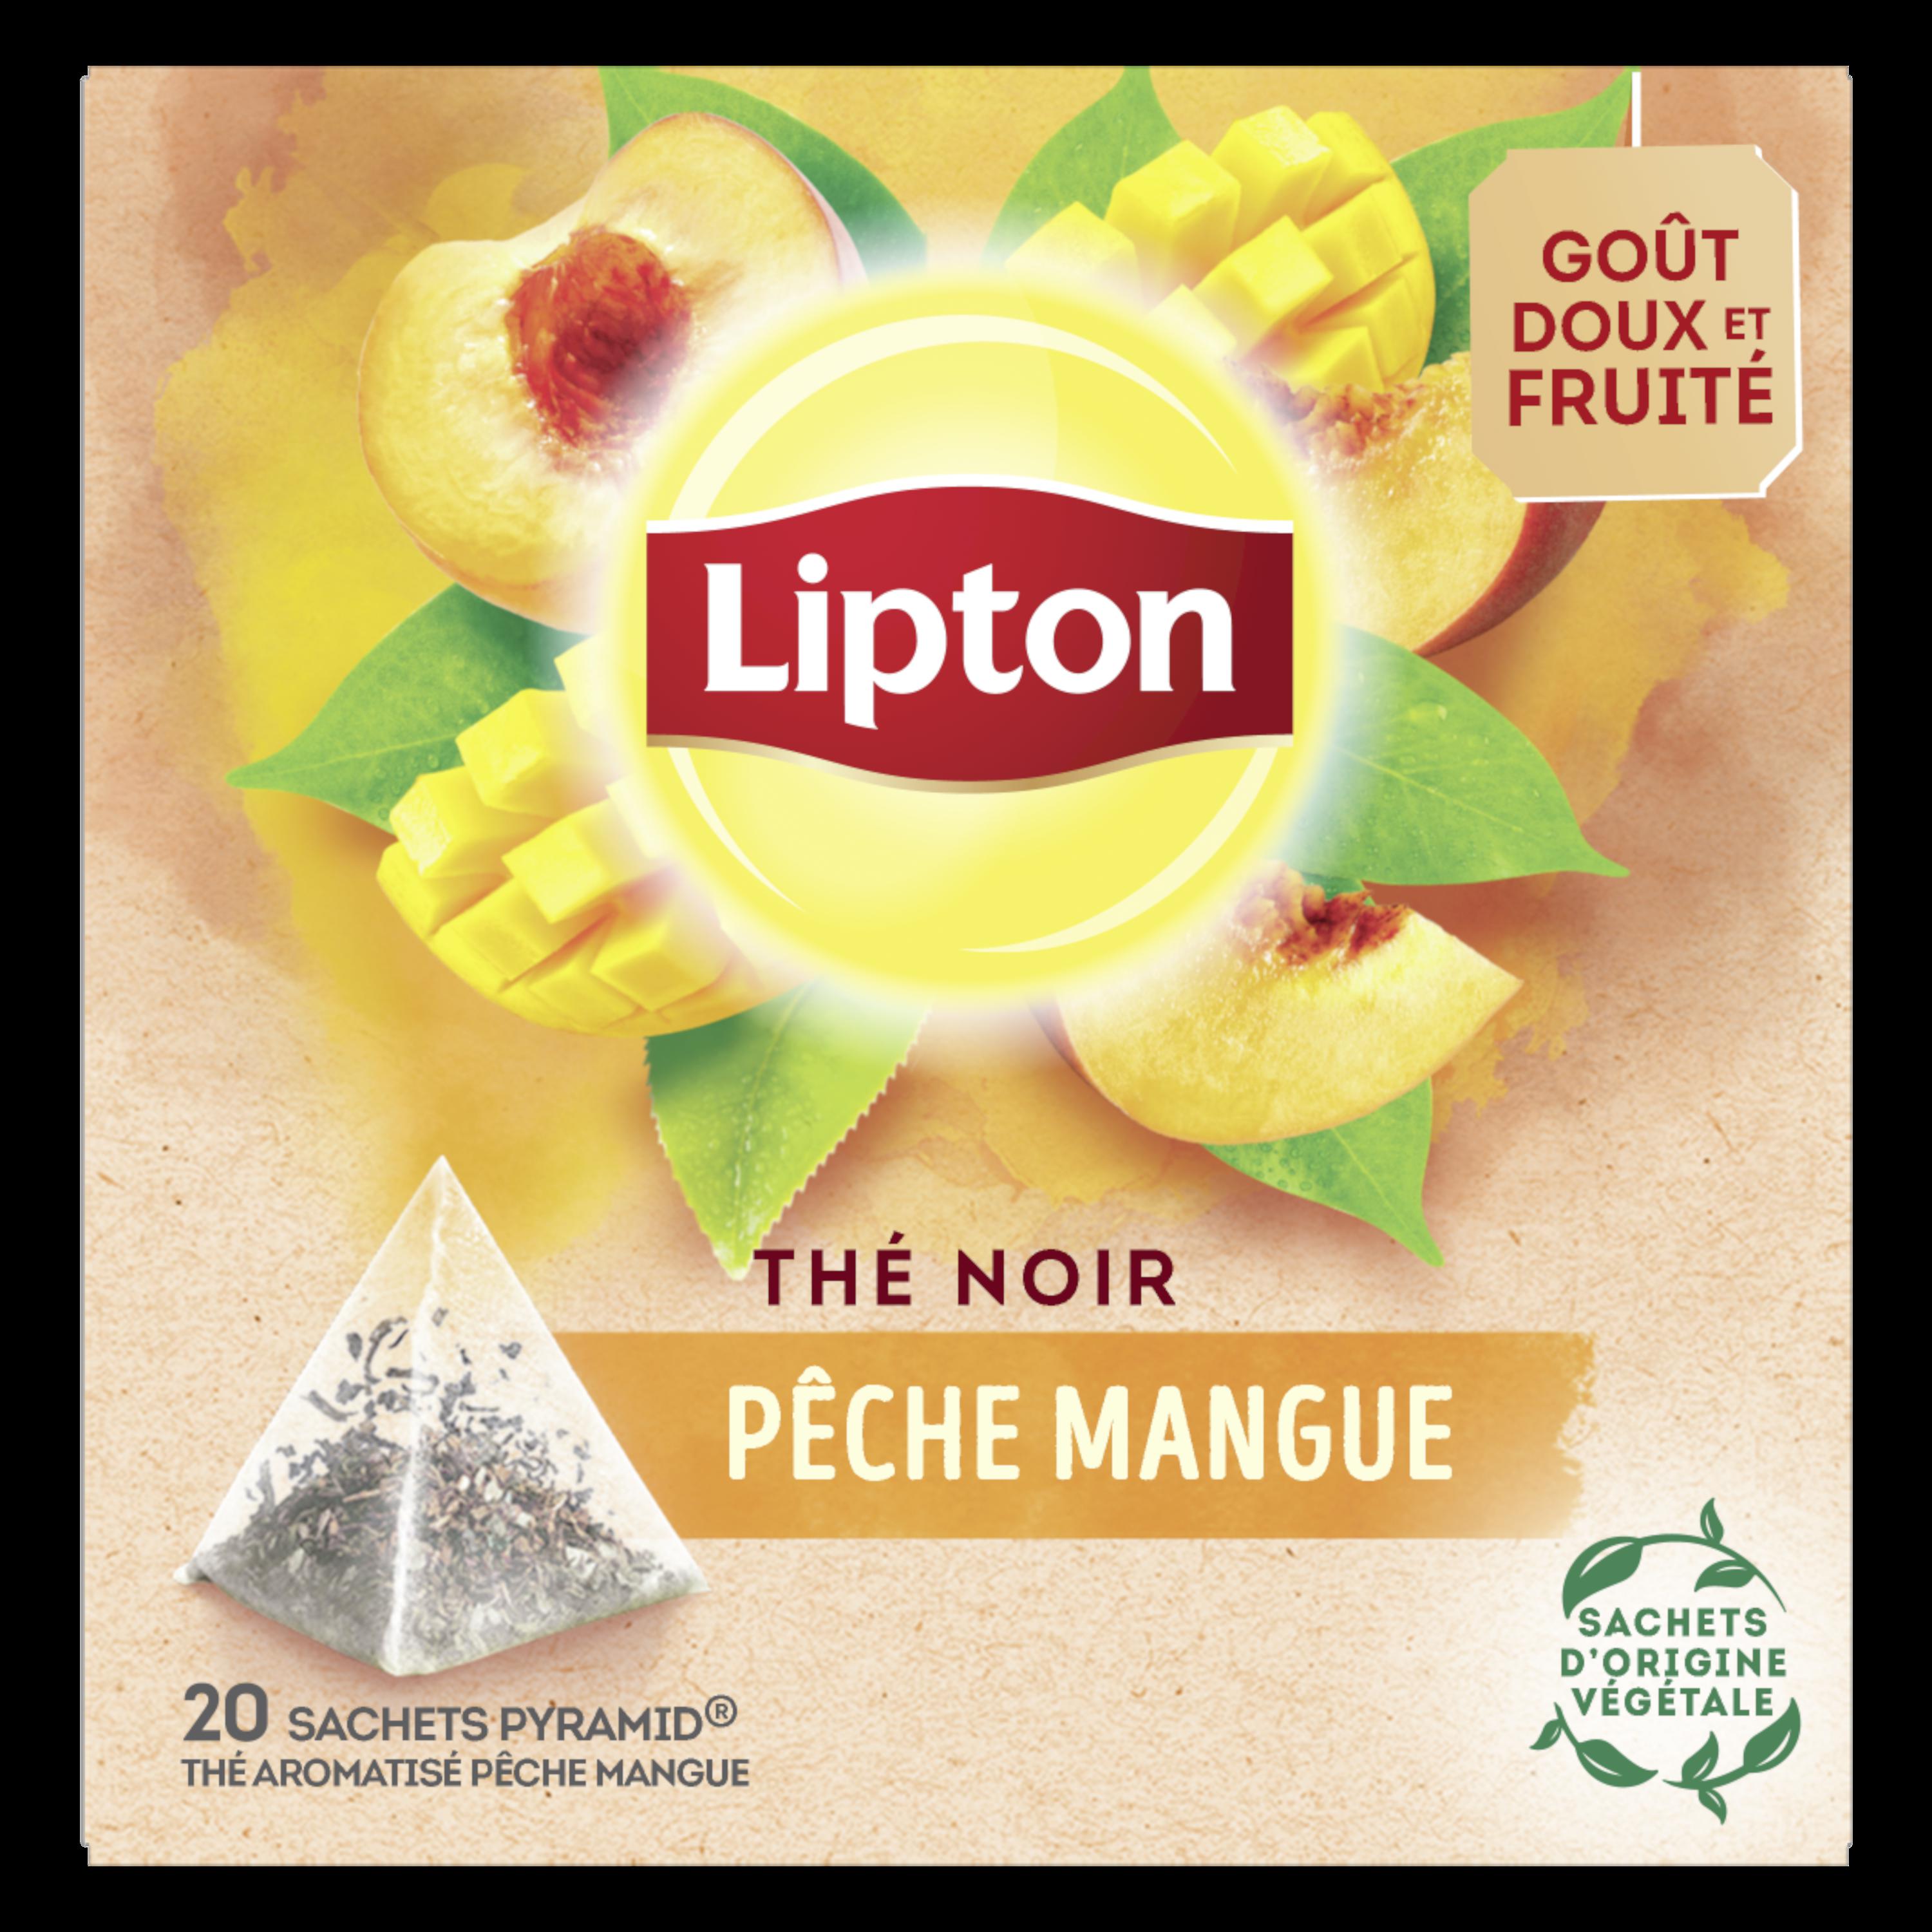 GOÛT
DOUX ET
FRUITÉ
Lipton
THÉ NOIR
PÊCHE MANGUE
SACHETS
D'ORIGINE
VÉGÉTALE
20 SACHETS PYRAMID®
THÉ AROMATISÉ PÊCHE MANGUE